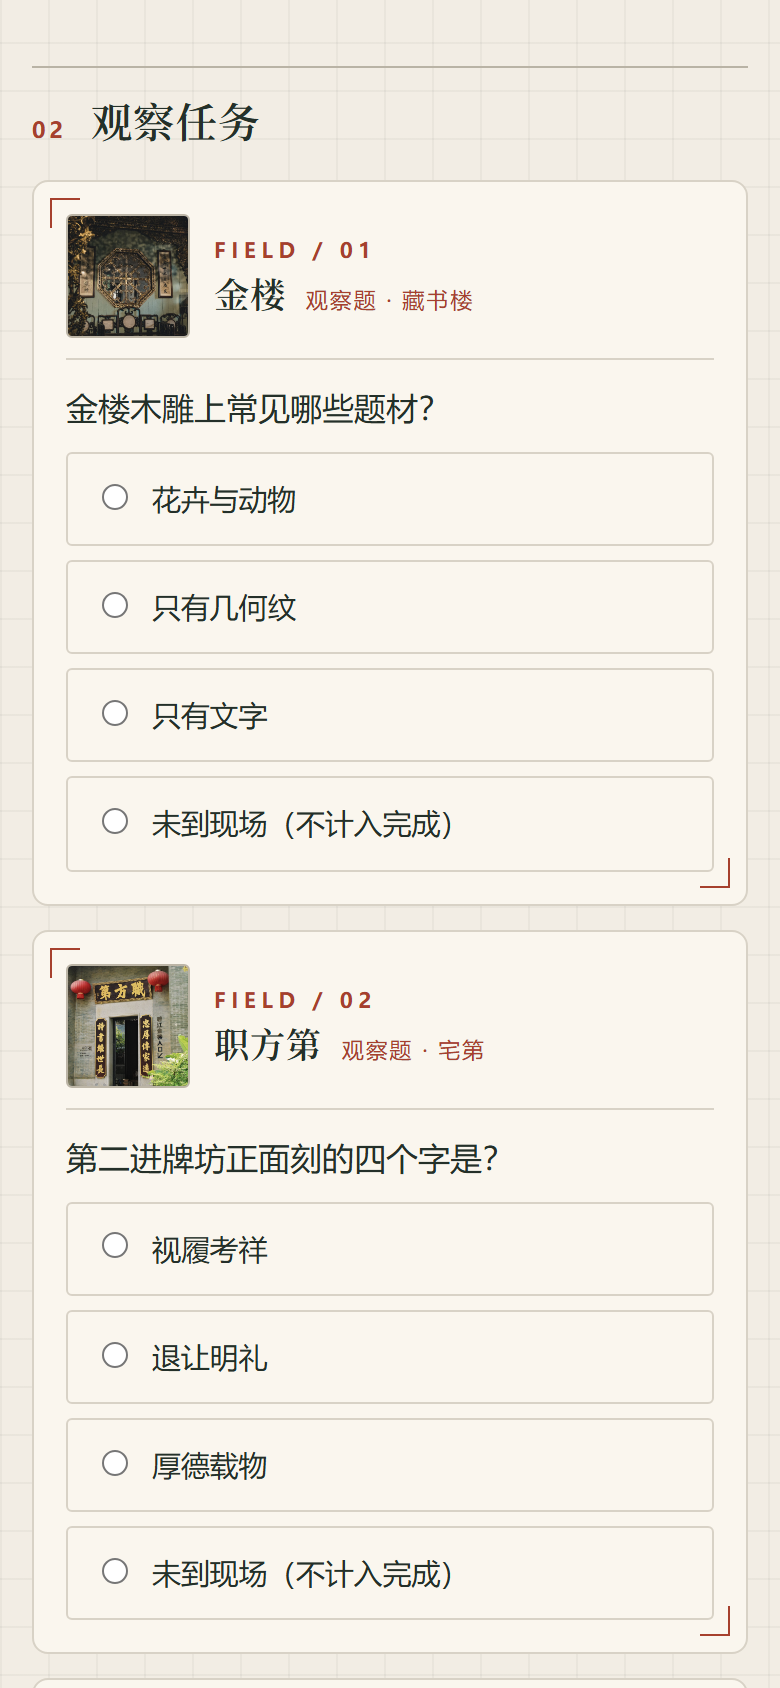 02 观察任务
FIELD / 01
金楼 观察题 · 藏书楼
金楼木雕上常见哪些题材?
花卉与动物
只有几何纹
只有文字
未到现场（不计入完成）
第方職
FIELD / 02
职方第 观察题 · 宅第
第二进牌坊正面刻的四个字是?
视履考祥
退让明礼
厚德载物
未到现场（不计入完成）